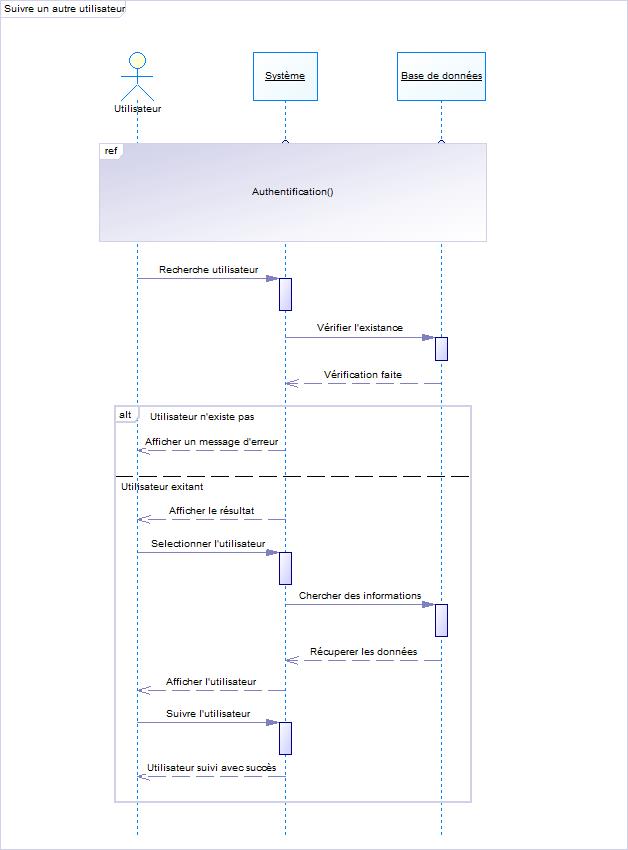 Suivre un autre utilisateur
Utilisateur
Système
Base de données
ref
Authentification()
Recherche utilisateur
Vérifier l'existance
Vérification faite
alt
Utilisateur n'existe pas
Afficher un message d'erreur
Utilisateur exitant
Afficher le résultat
Selectionner l'utilisateur
Chercher des informations
Récuperer les données
Afficher l'utilisateur
Suivre l'utilisateur
Utilisateur suivi avec succès